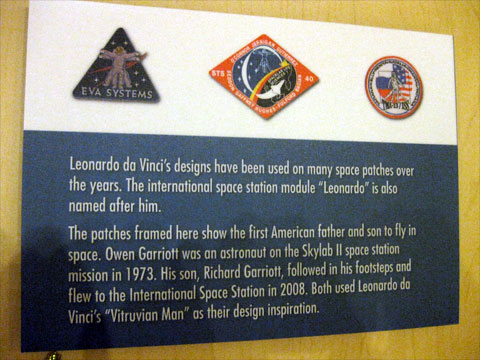 EVA SYSTEMS
STS
40
Leonardo da Vinci's designs have been used on many space patches over
the years. The international space station module "Leonardo" is also
named after him.
The patches framed here show the first American father and son to fly in
space. Owen Garriott was an astronaut on the Skylab II space station
mission in 1973. His son, Richard Garriott, followed in his footsteps and
flew to the International Space Station in 2008. Both used Leonardo da
Vinci's "Vitruvian Man" as their design inspiration.